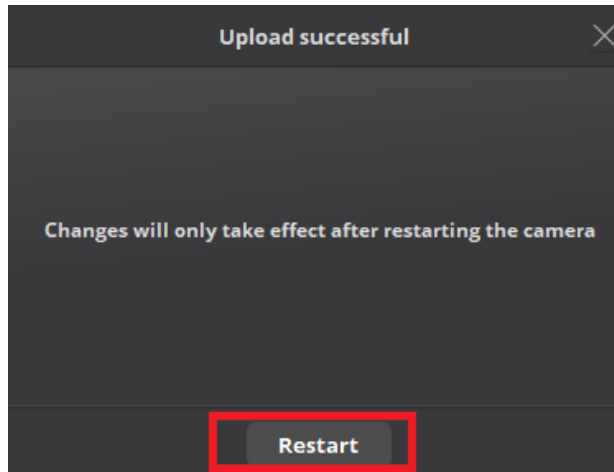 Upload successful
Changes will only take effect after restarting the camera
Restart